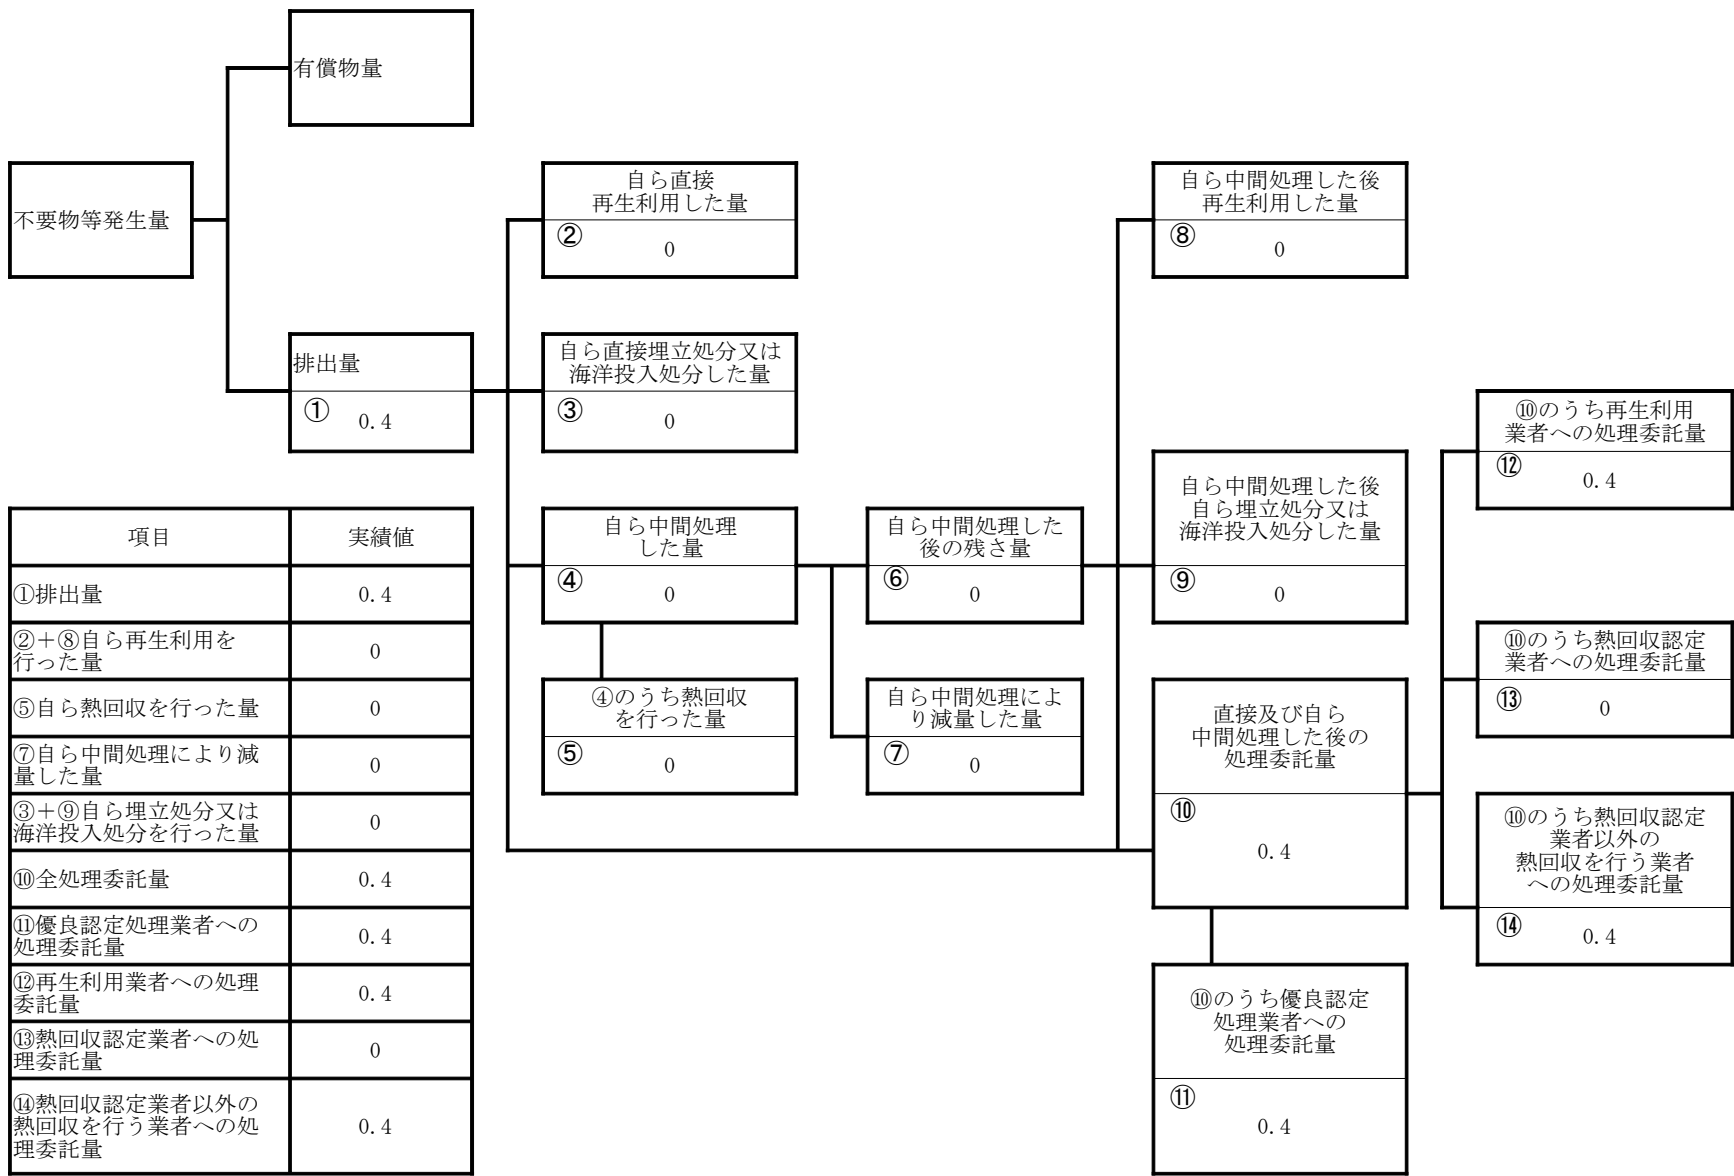 有償物量
不要物等発生量
排出量
① 0.4
自ら直接
再生利用した量
② 0
自ら直接埋立処分又は
海洋投入処分した量
③ 0
自ら中間処理
した量
④ 0
④のうち熱回収
を行った量
⑤ 0
自ら中間処理した
後の残さ量
⑥ 0
自ら中間処理によ
り減量した量
⑦ 0
自ら中間処理した後
再生利用した量
⑧ 0
自ら中間処理した後
自ら埋立処分又は
海洋投入処分した量
⑨ 0
直接及び自ら
中間処理した後の
処理委託量
⑩
0.4
⑩のうち優良認定
処理業者への
処理委託量
⑪
0.4
⑩のうち再生利用
業者への処理委託量
⑫ 0.4
⑩のうち熱回収認定
業者への処理委託量
⑬ 0
⑩のうち熱回収認定
業者以外の
熱回収を行う業者
への処理委託量
⑭ 0.4
項目 実績値
①排出量 0.4
②＋⑧自ら再生利用を
行った量 0
⑤自ら熱回収を行った量 0
⑦自ら中間処理により減
量した量 0
③＋⑨自ら埋立処分又は
海洋投入処分を行った量 0
⑩全処理委託量 0.4
⑪優良認定処理業者への
処理委託量 0.4
⑫再生利用業者への処理
委託量 0.4
⑬熱回収認定業者への処
理委託量 0
⑭熱回収認定業者以外の
熱回収を行う業者への処
理委託量 0.4